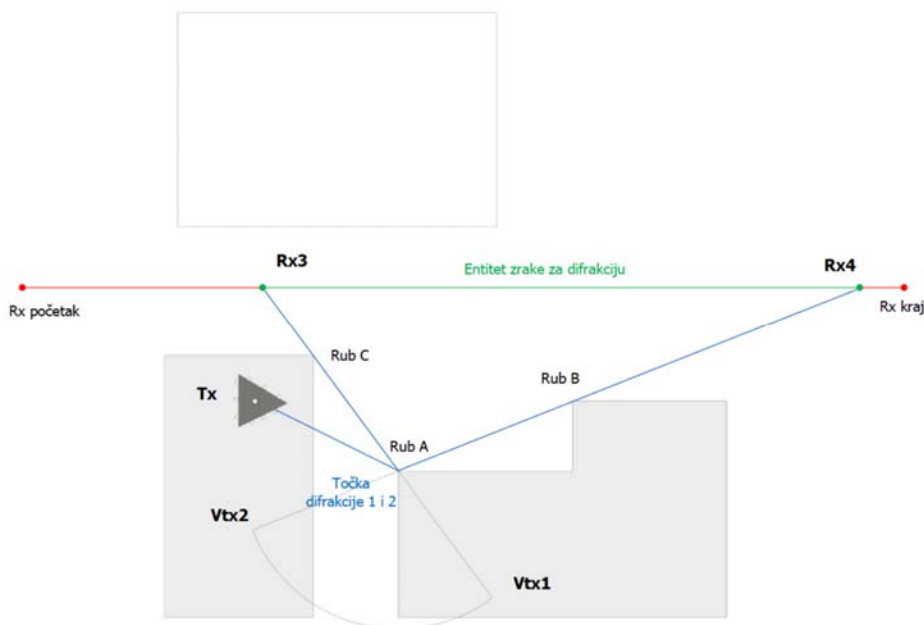 Rx3
Entitet zrake za difrakciju
Rx4
Rx početak
Rx kraj
Rub C
Rub B
Tx
Rub A
Točka
difrakcije 1 i 2
Vtx2
Vtx1